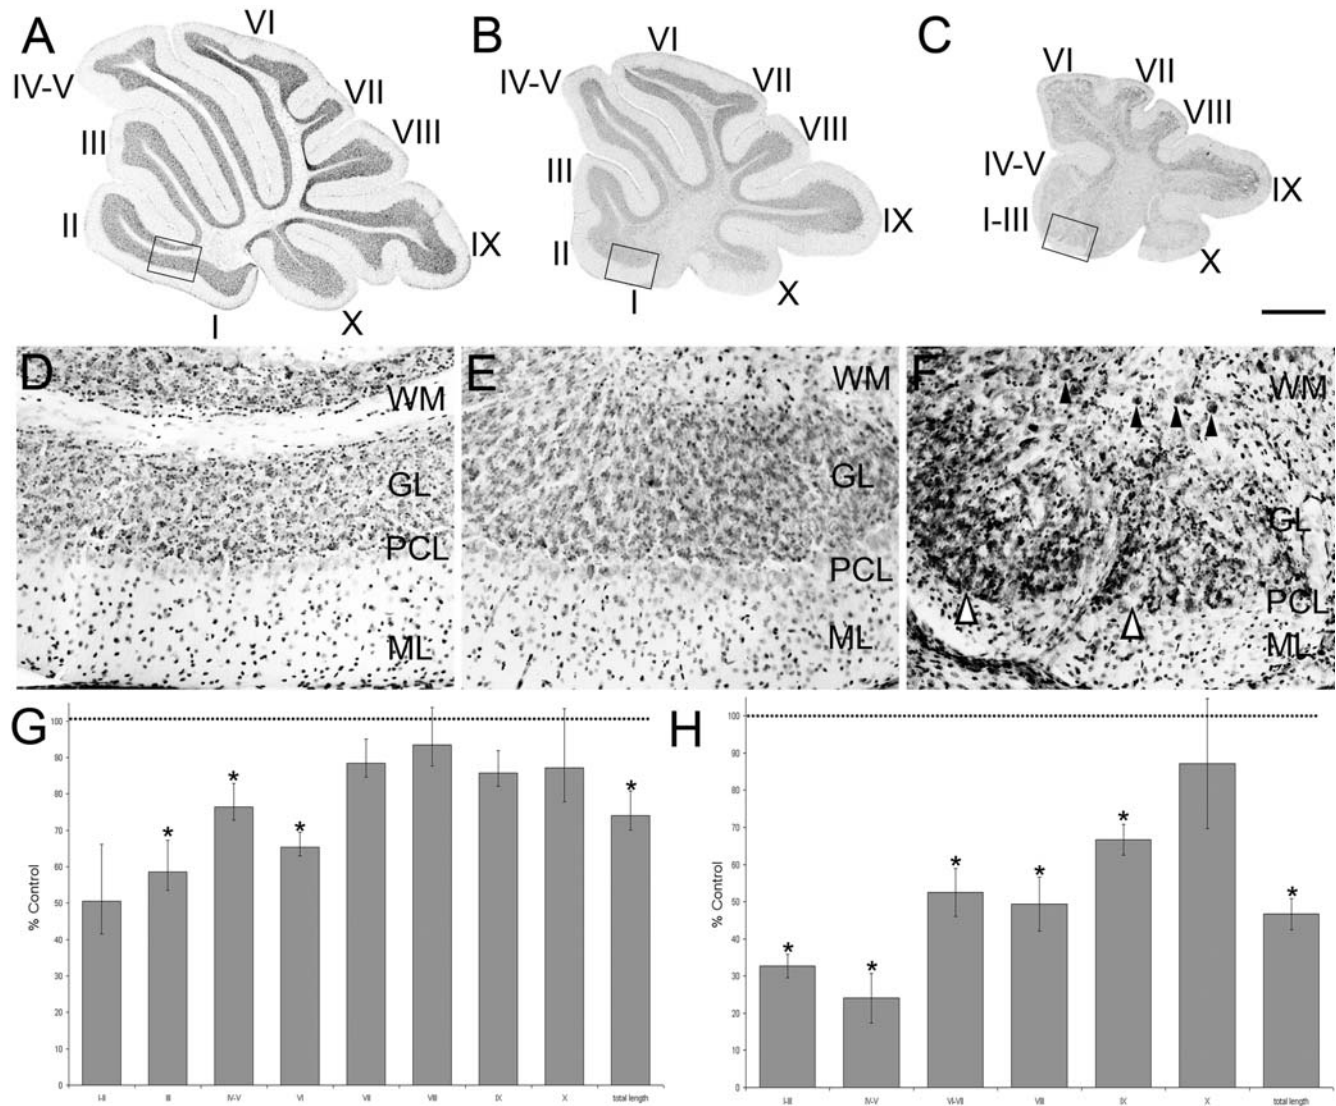 A
VI
IV-V
VII
VIII
III
II
IX
I
X
B
VI
IV-V
VII
VIII
III
IX
II
X
I
C
VI
VII
VIII
IV-V
IX
I-III
X
D
WM
GL
PCL
ML
E
WM
GL
PCL
ML
F
WM
GL
PCL
ML
G
% Control
100
90
80
70
60
50
40
30
20
10
0
* * * *
I-II III IV-V VI VII VIII IX X total length
H
% Control
100
90
80
70
60
50
40
30
20
10
0
* * * * * *
I-II IV-V VI-VII VIII IX X total length